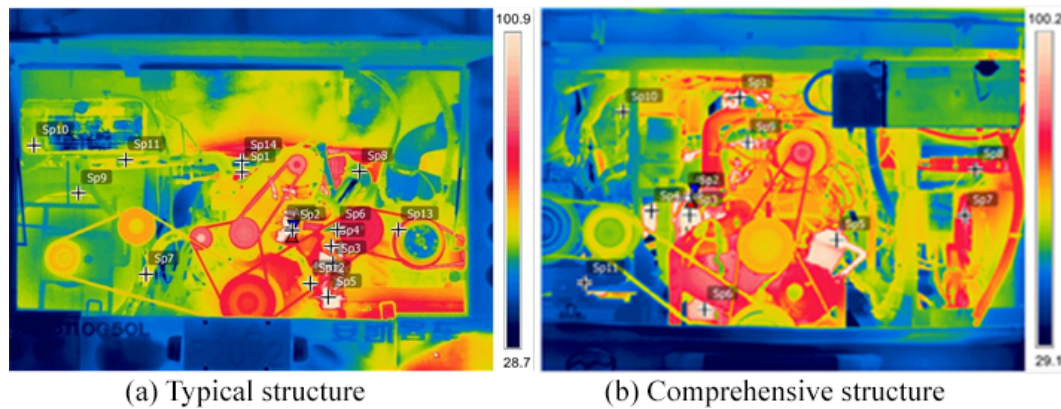 100.9
28.7
Sp10
Sp11
Sp14
Sp1
Sp8
Sp9
Sp2
Sp6
Sp13
Sp4
Sp3
Sp7
Sp12
Sp5
(a) Typical structure
100.2
29.1
Sp1
Sp10
Sp9
Sp8
Sp2
Sp4
Sp3
Sp7
Sp5
Sp11
Sp6
(b) Comprehensive structure